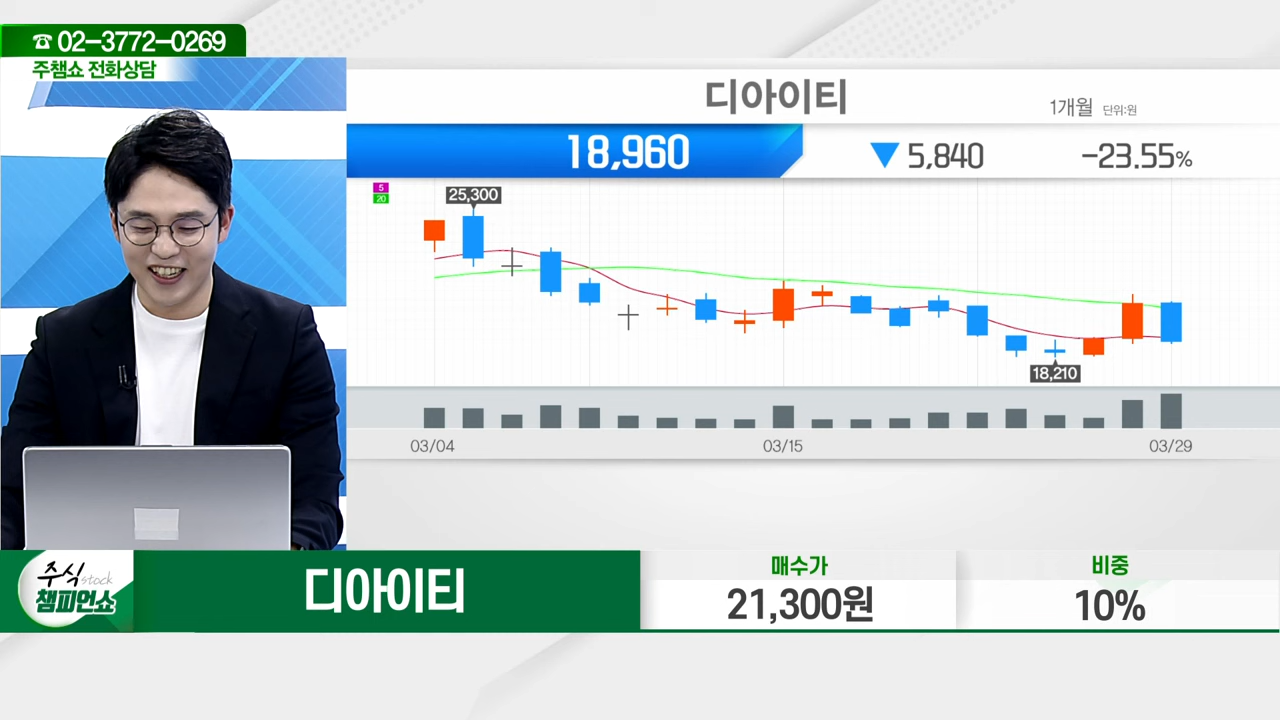 ☎ 02-3772-0269
주챔쇼 전화상담
디아이티
1개월 단위:원
18,960 ▼ 5,840 -23.55%
5
20
25,300
18,210
03/04 03/15 03/29
주식 stock
챔피언쇼
디아이티
매수가
21,300원
비중
10%